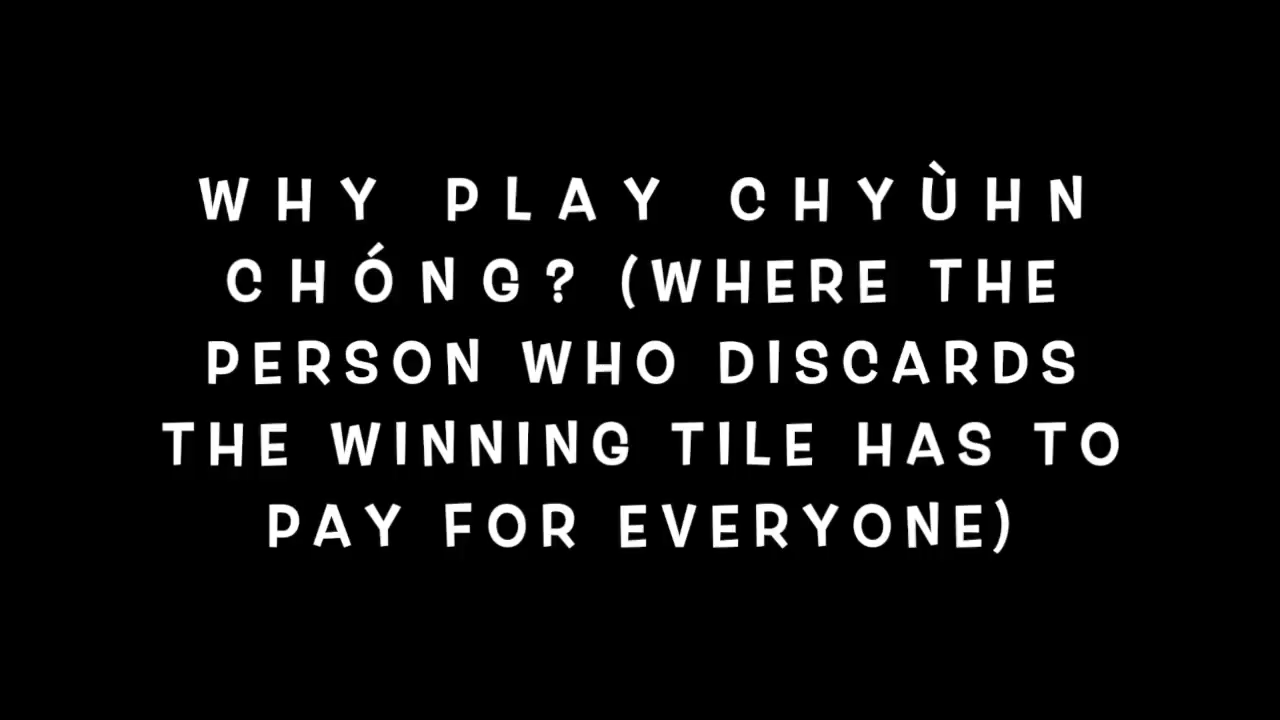 WHY PLAY CHYÙHN
CHÓNG? (WHERE THE
PERSON WHO DISCARDS
THE WINNING TILE HAS TO
PAY FOR EVERYONE)